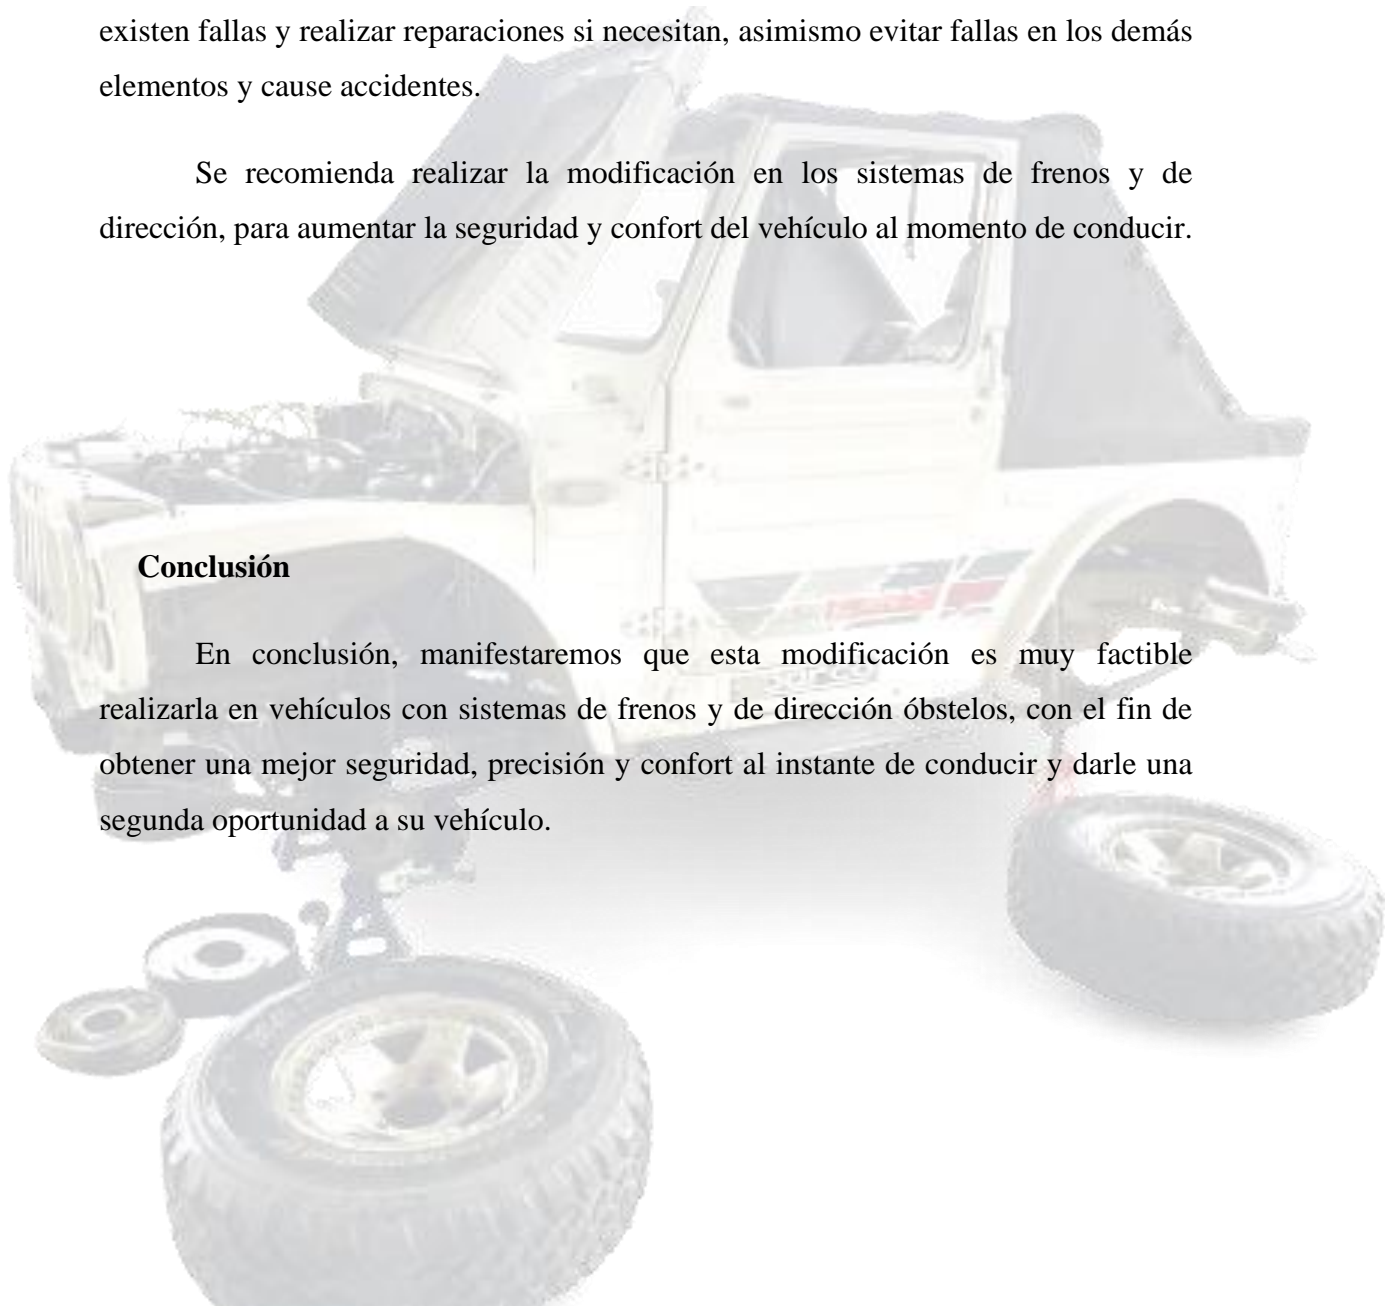 existen fallas y realizar reparaciones si necesitan, asimismo evitar fallas en los demás
elementos y cause accidentes.
Se recomienda realizar la modificación en los sistemas de frenos y de
dirección, para aumentar la seguridad y confort del vehículo al momento de conducir.
Conclusión
En conclusión, manifestaremos que esta modificación es muy factible
realizarla en vehículos con sistemas de frenos y de dirección óbstelos, con el fin de
obtener una mejor seguridad, precisión y confort al instante de conducir y darle una
segunda oportunidad a su vehículo.